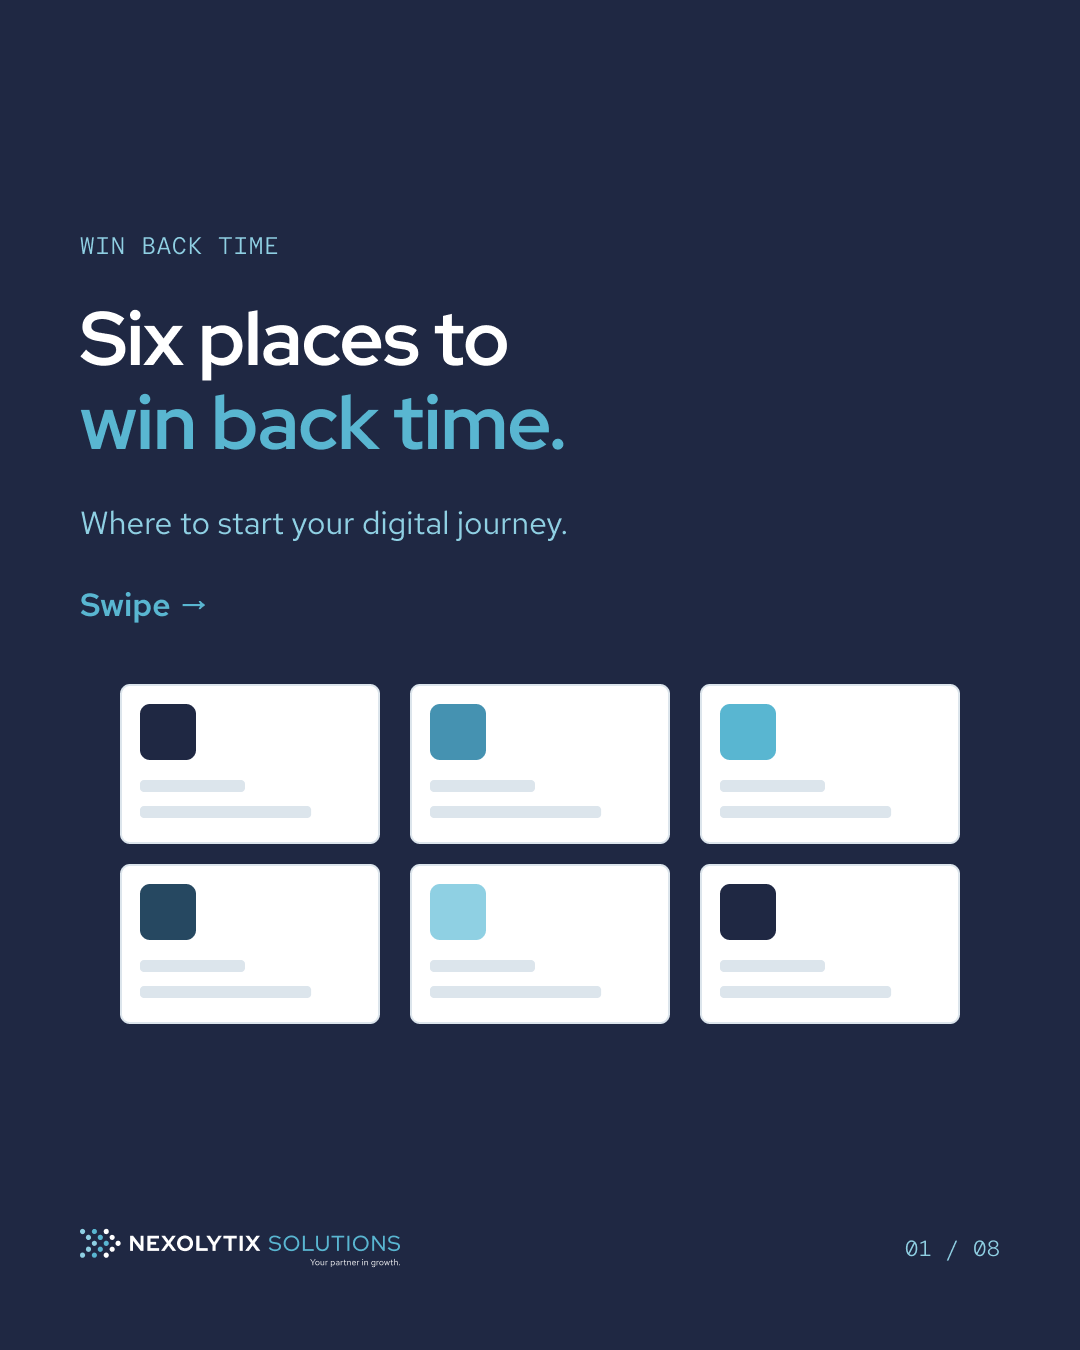 WIN BACK TIME
Six places to
win back time.
Where to start your digital journey.
Swipe →
NEXOLYTIX SOLUTIONS
Your partner in growth.
01 / 08